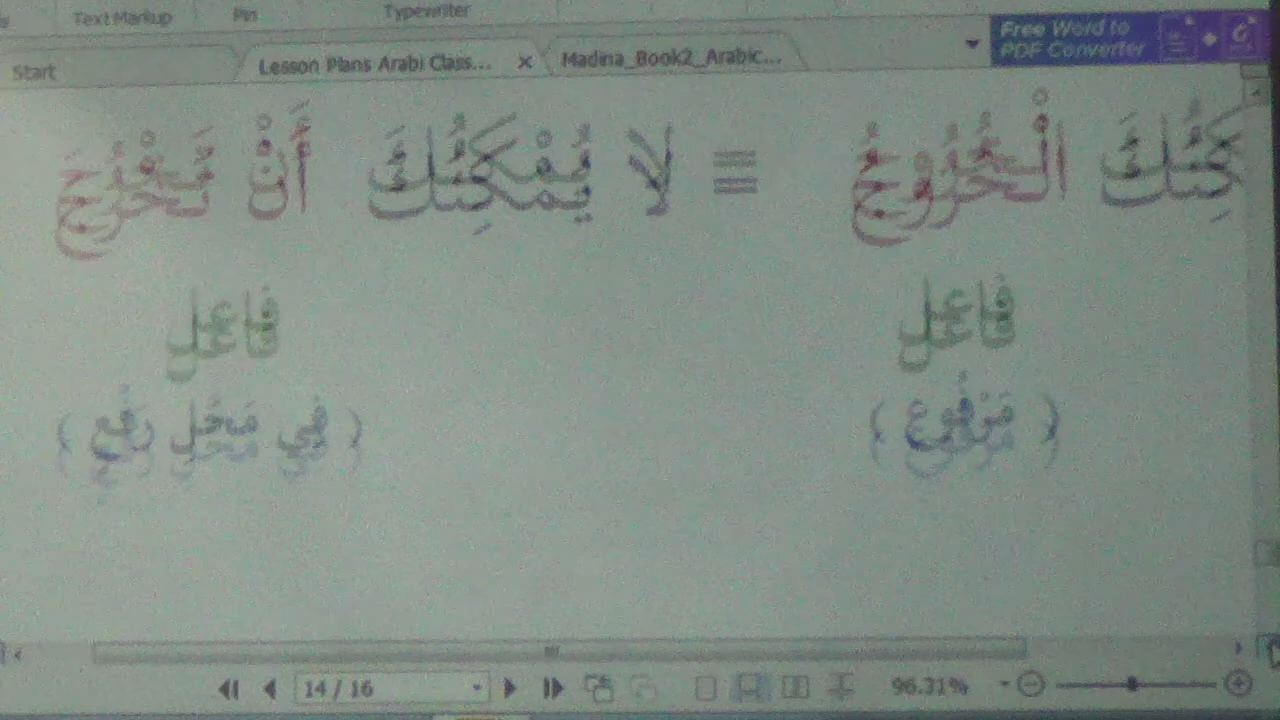 Text Markup Pin Typewriter
Start Lesson Plans Arabi Class... × Madina_Book2_Arabic...
Free Word to
PDF Converter
الْخُرُوجُ ≡ لَا يُمْكِنُكَ أَنْ تَخْرُجَ
فَاعِل فَاعِل
( مَرْفُوع ) ( فِي مَحَل رَفْع )
14 / 16 96.31%